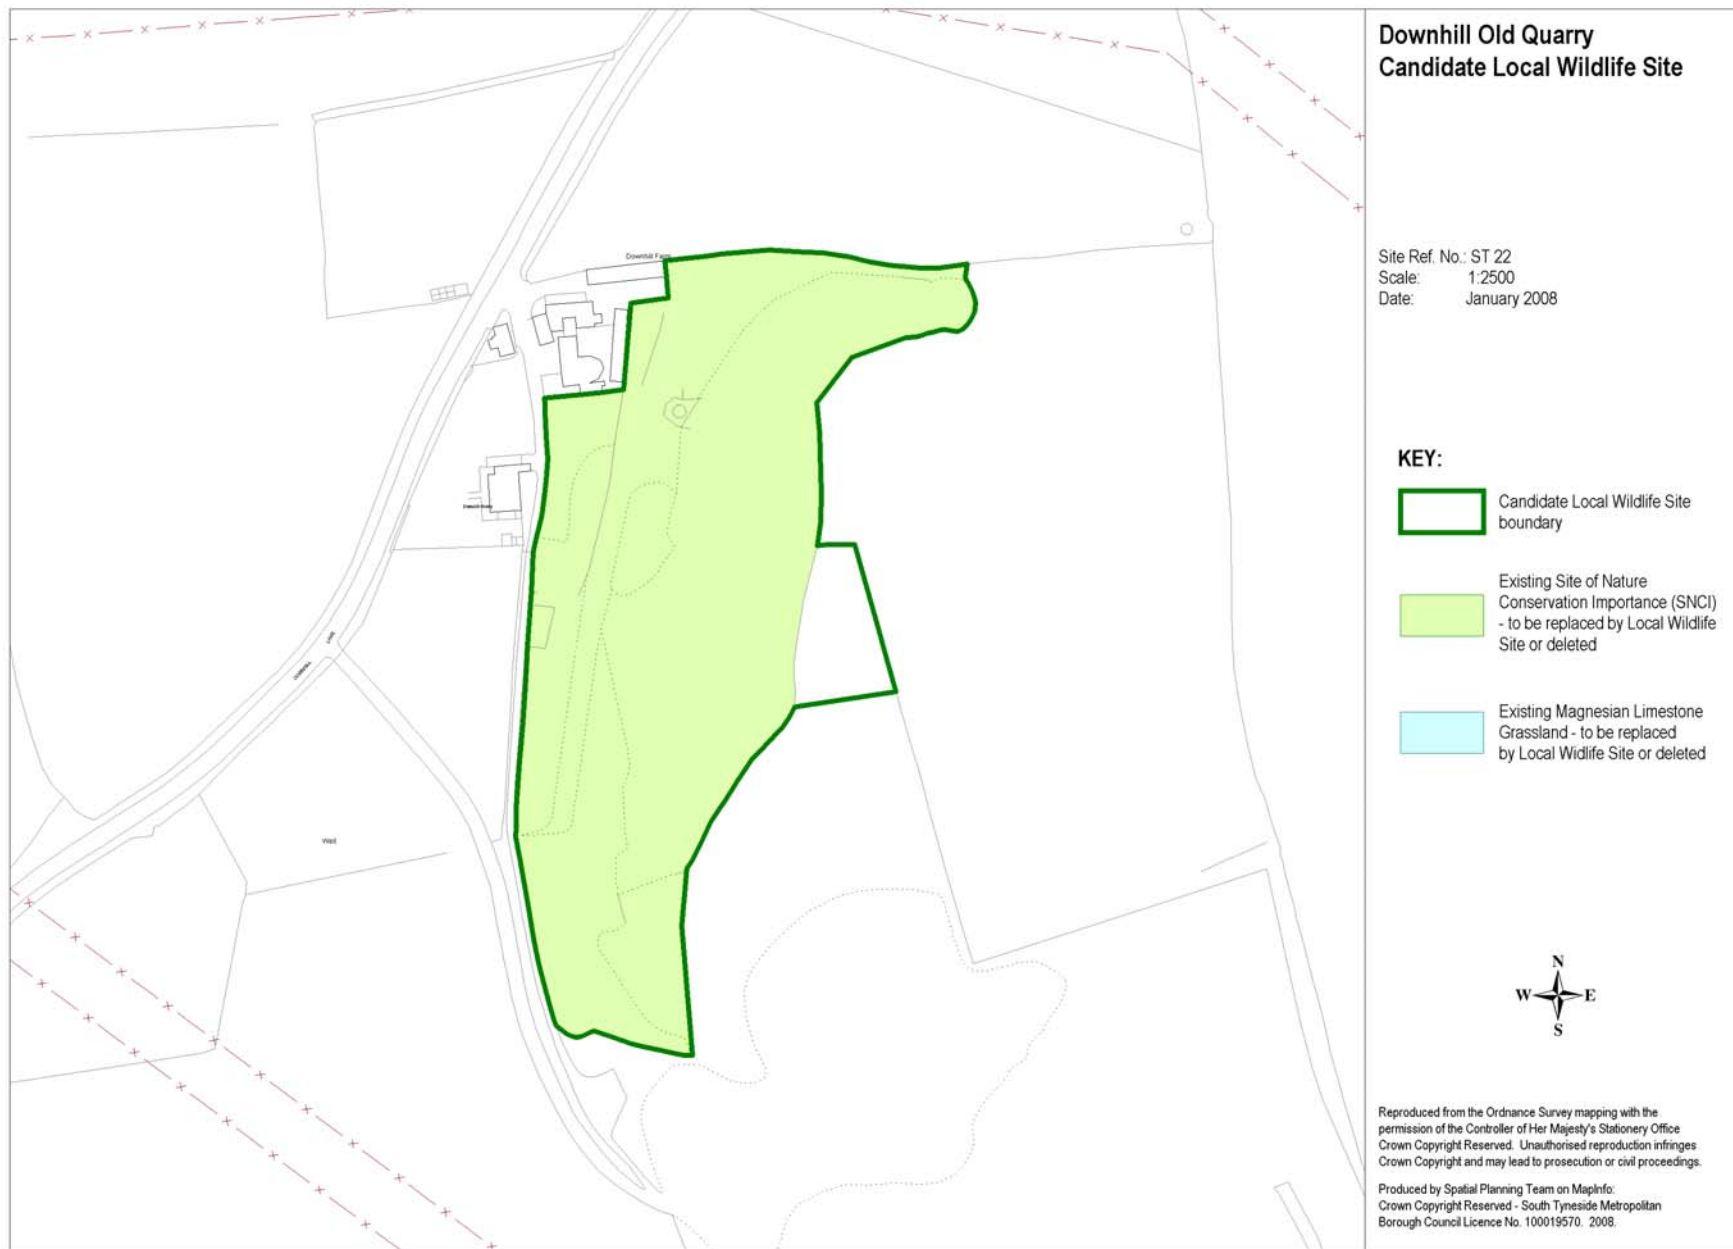 Downhill Old Quarry
Candidate Local Wildlife Site
Site Ref. No.: ST 22
Scale: 1:2500
Date: January 2008
KEY:
Candidate Local Wildlife Site
boundary
Existing Site of Nature
Conservation Importance (SNCI)
- to be replaced by Local Wildlife
Site or deleted
Existing Magnesian Limestone
Grassland - to be replaced
by Local Widlife Site or deleted
N
W E
S
Reproduced from the Ordnance Survey mapping with the
permission of the Controller of Her Majesty's Stationery Office
Crown Copyright Reserved. Unauthorised reproduction infringes
Crown Copyright and may lead to prosecution or civil proceedings.
Produced by Spatial Planning Team on MapInfo:
Crown Copyright Reserved - South Tyneside Metropolitan
Borough Council Licence No. 100019570. 2008.
Downhill Farm
LANE
DOWNHILL